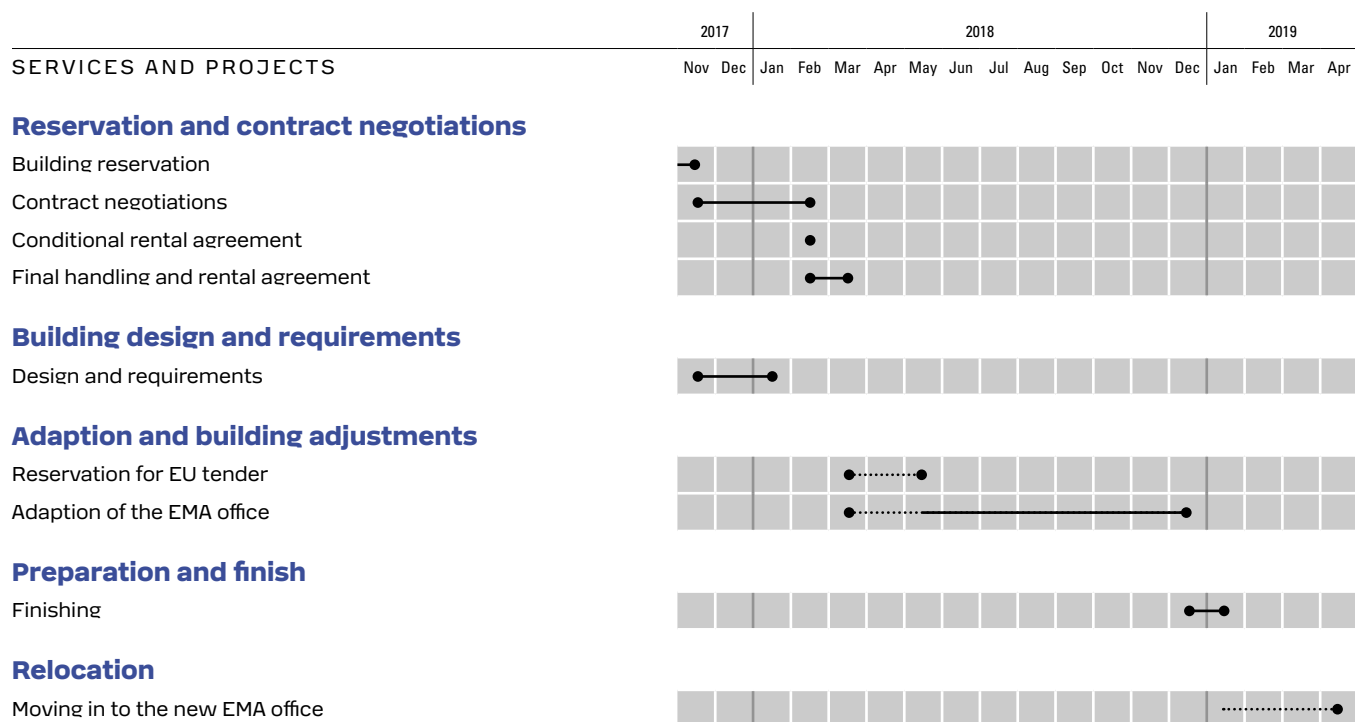 2017 2018 2019
SERVICES AND PROJECTS Nov Dec Jan Feb Mar Apr May Jun Jul Aug Sep Oct Nov Dec Jan Feb Mar Apr
Reservation and contract negotiations
Building reservation
Contract negotiations
Conditional rental agreement
Final handling and rental agreement
Building design and requirements
Design and requirements
Adaption and building adjustments
Reservation for EU tender
Adaption of the EMA office
Preparation and finish
Finishing
Relocation
Moving in to the new EMA office